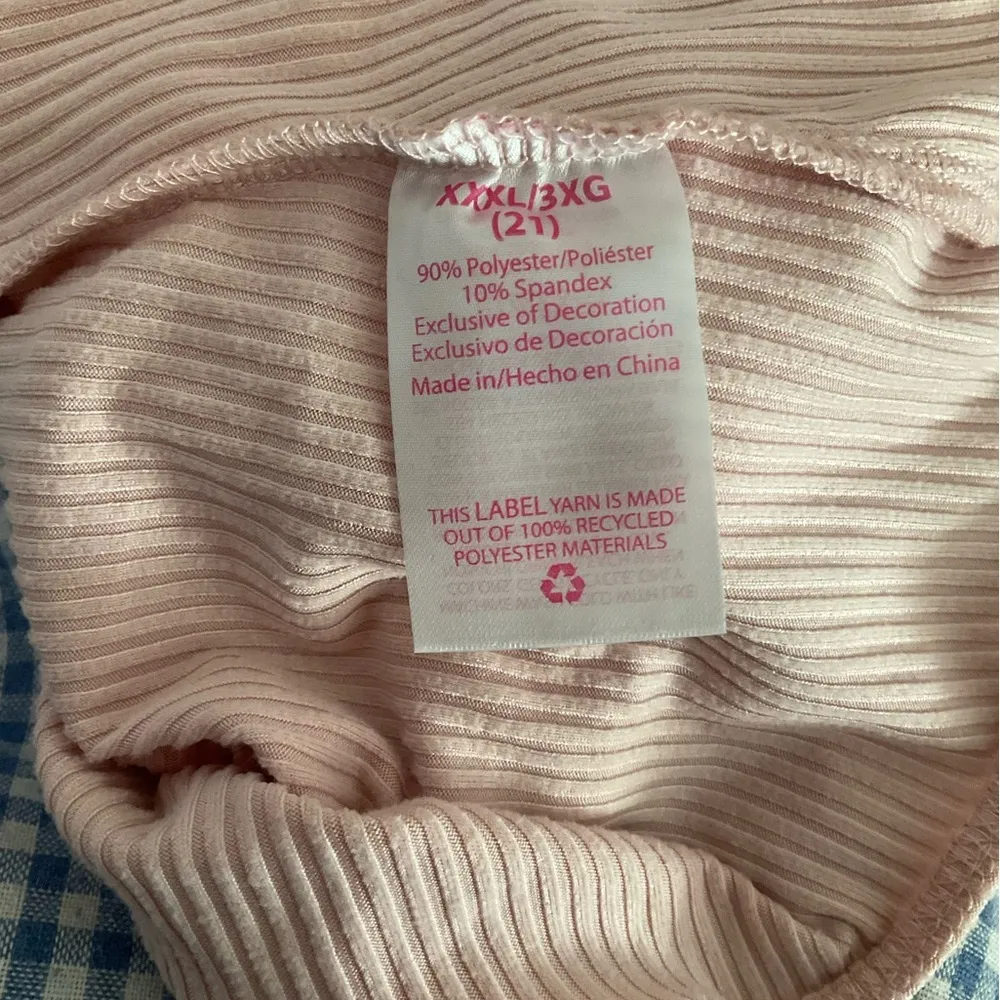 XXXL/3XG
(21)
90% Polyester/Poliéster
10% Spandex
Exclusive of Decoration
Exclusivo de Decoración
Made in/Hecho en China
THIS LABEL YARN IS MADE
OUT OF 100% RECYCLED
POLYESTER MATERIALS